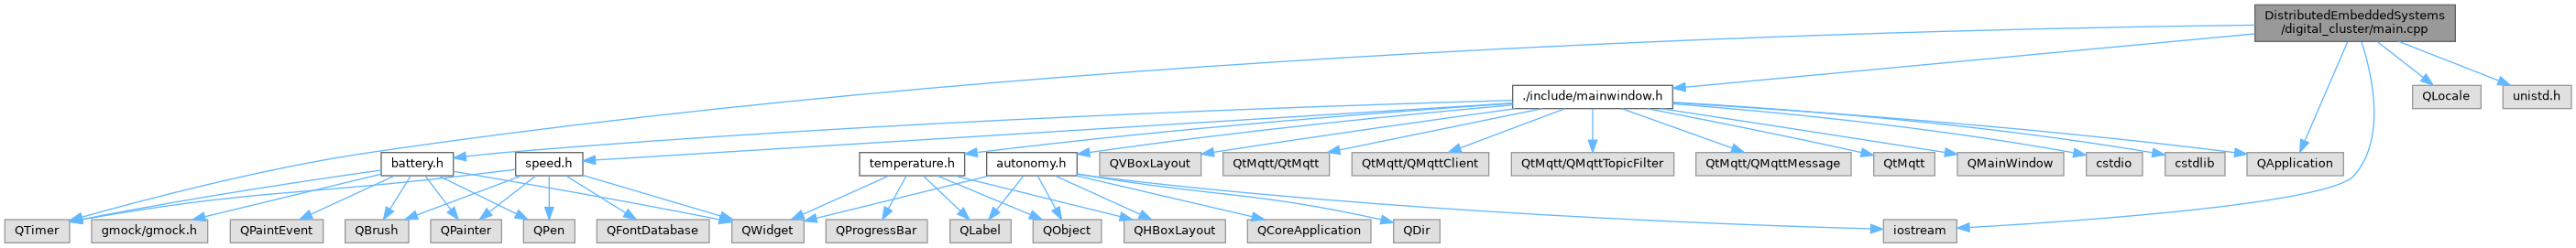 DistributedEmbeddedSystems
/digital_cluster/main.cpp
./include/mainwindow.h
QLocale
unistd.h
battery.h
speed.h
temperature.h
autonomy.h
QVBoxLayout
QtMqtt/QtMqtt
QtMqtt/QMqttClient
QtMqtt/QMqttTopicFilter
QtMqtt/QMqttMessage
QtMqtt
QMainWindow
cstdio
cstdlib
QApplication
QTimer
gmock/gmock.h
QPaintEvent
QBrush
QPainter
QPen
QFontDatabase
QWidget
QProgressBar
QLabel
QObject
QHBoxLayout
QCoreApplication
QDir
iostream